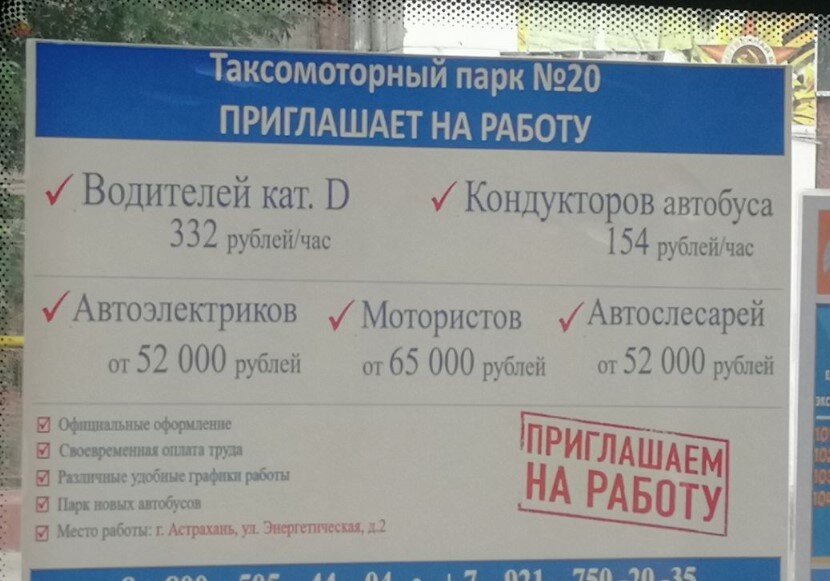 Таксомоторный парк №20
ПРИГЛАШАЕТ НА РАБОТУ
Водителей кат. D
332 рублей/час
Кондукторов автобуса
154 рублей/час
Автоэлектриков
от 52 000 рублей
Мотористов
от 65 000 рублей
Автослесарей
от 52 000 рублей
Официальные оформление
Своевременная оплата труда
Различные удобные графики работы
Парк новых автобусов
Место работы: г. Астрахань, ул. Энергетическая, д.2
ПРИГЛАШАЕМ
НА РАБОТУ